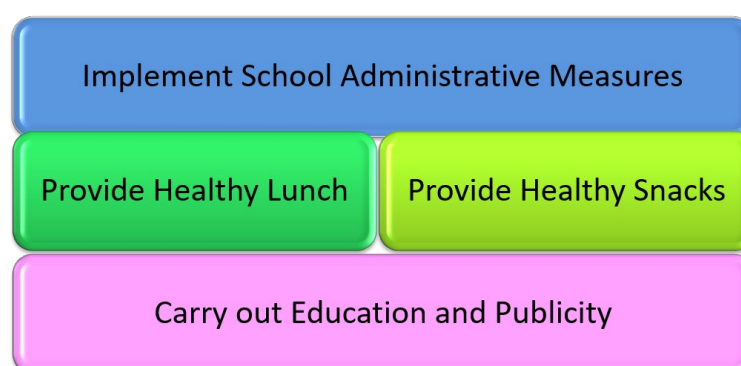 Implement School Administrative Measures
Provide Healthy Lunch
Provide Healthy Snacks
Carry out Education and Publicity